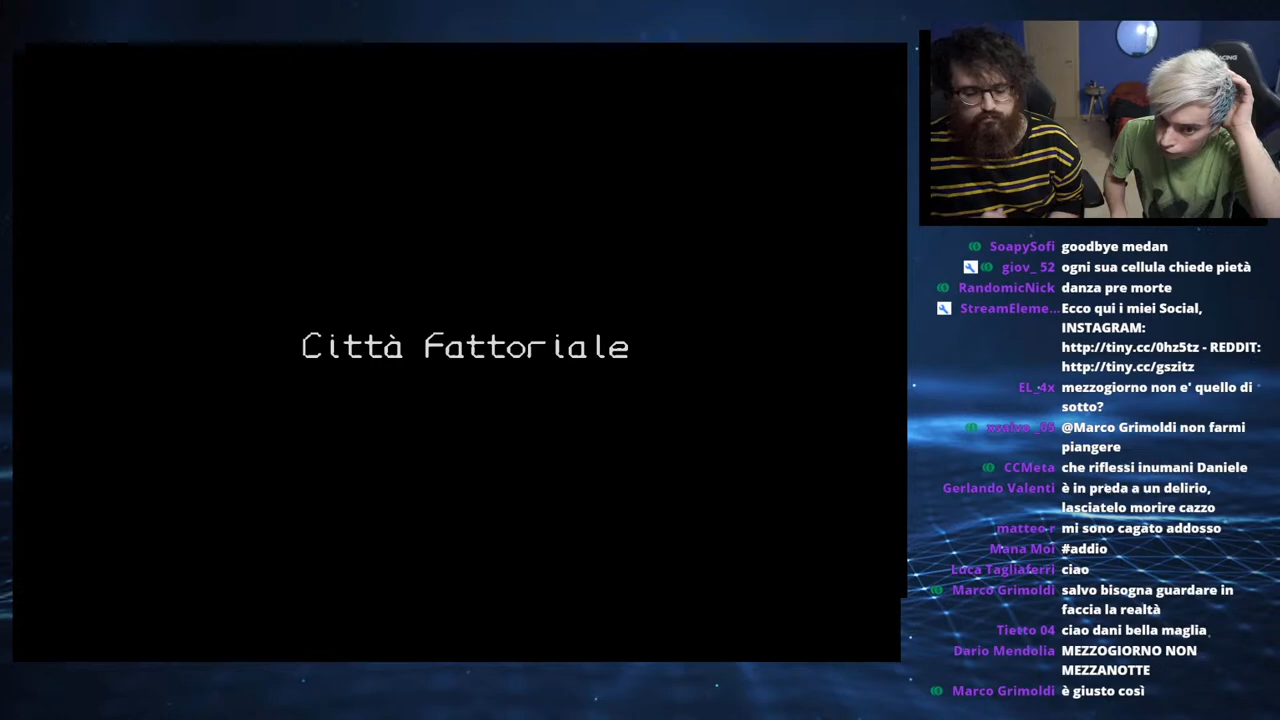 Città Fattoriale
SoapySofi goodbye medan
giov_ 52 ogni sua cellula chiede pietà
RandomicNick danza pre morte
StreamEleme... Ecco qui i miei Social,
INSTAGRAM:
http://tiny.cc/0hz5tz - REDDIT:
http://tiny.cc/gszitz
EL_4x mezzogiorno non e' quello di
sotto?
@Marco Grimoldi non farmi
piangere
CCMeta che riflessi inumani Daniele
Gerlando Valenti è in preda a un delirio,
lasciatelo morire cazzo
matteo r mi sono cagato addosso
Mana Moi #addio
Luca Tagliaferri ciao
Marco Grimoldi salvo bisogna guardare in
faccia la realtà
Tietto 04 ciao dani bella maglia
Dario Mendolia MEZZOGIORNO NON
MEZZANOTTE
Marco Grimoldi è giusto così